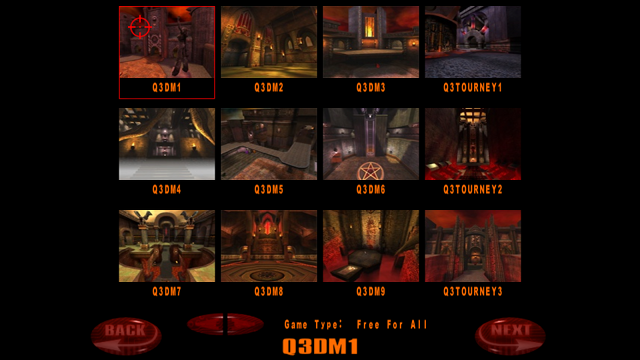 Q3DM1 Q3DM2 Q3DM3 Q3TOURNEY1
Q3DM4 Q3DM5 Q3DM6 Q3TOURNEY2
Q3DM7 Q3DM8 Q3DM9 Q3TOURNEY3
BACK
Game Type: Free For All
NEXT
Q3DM1